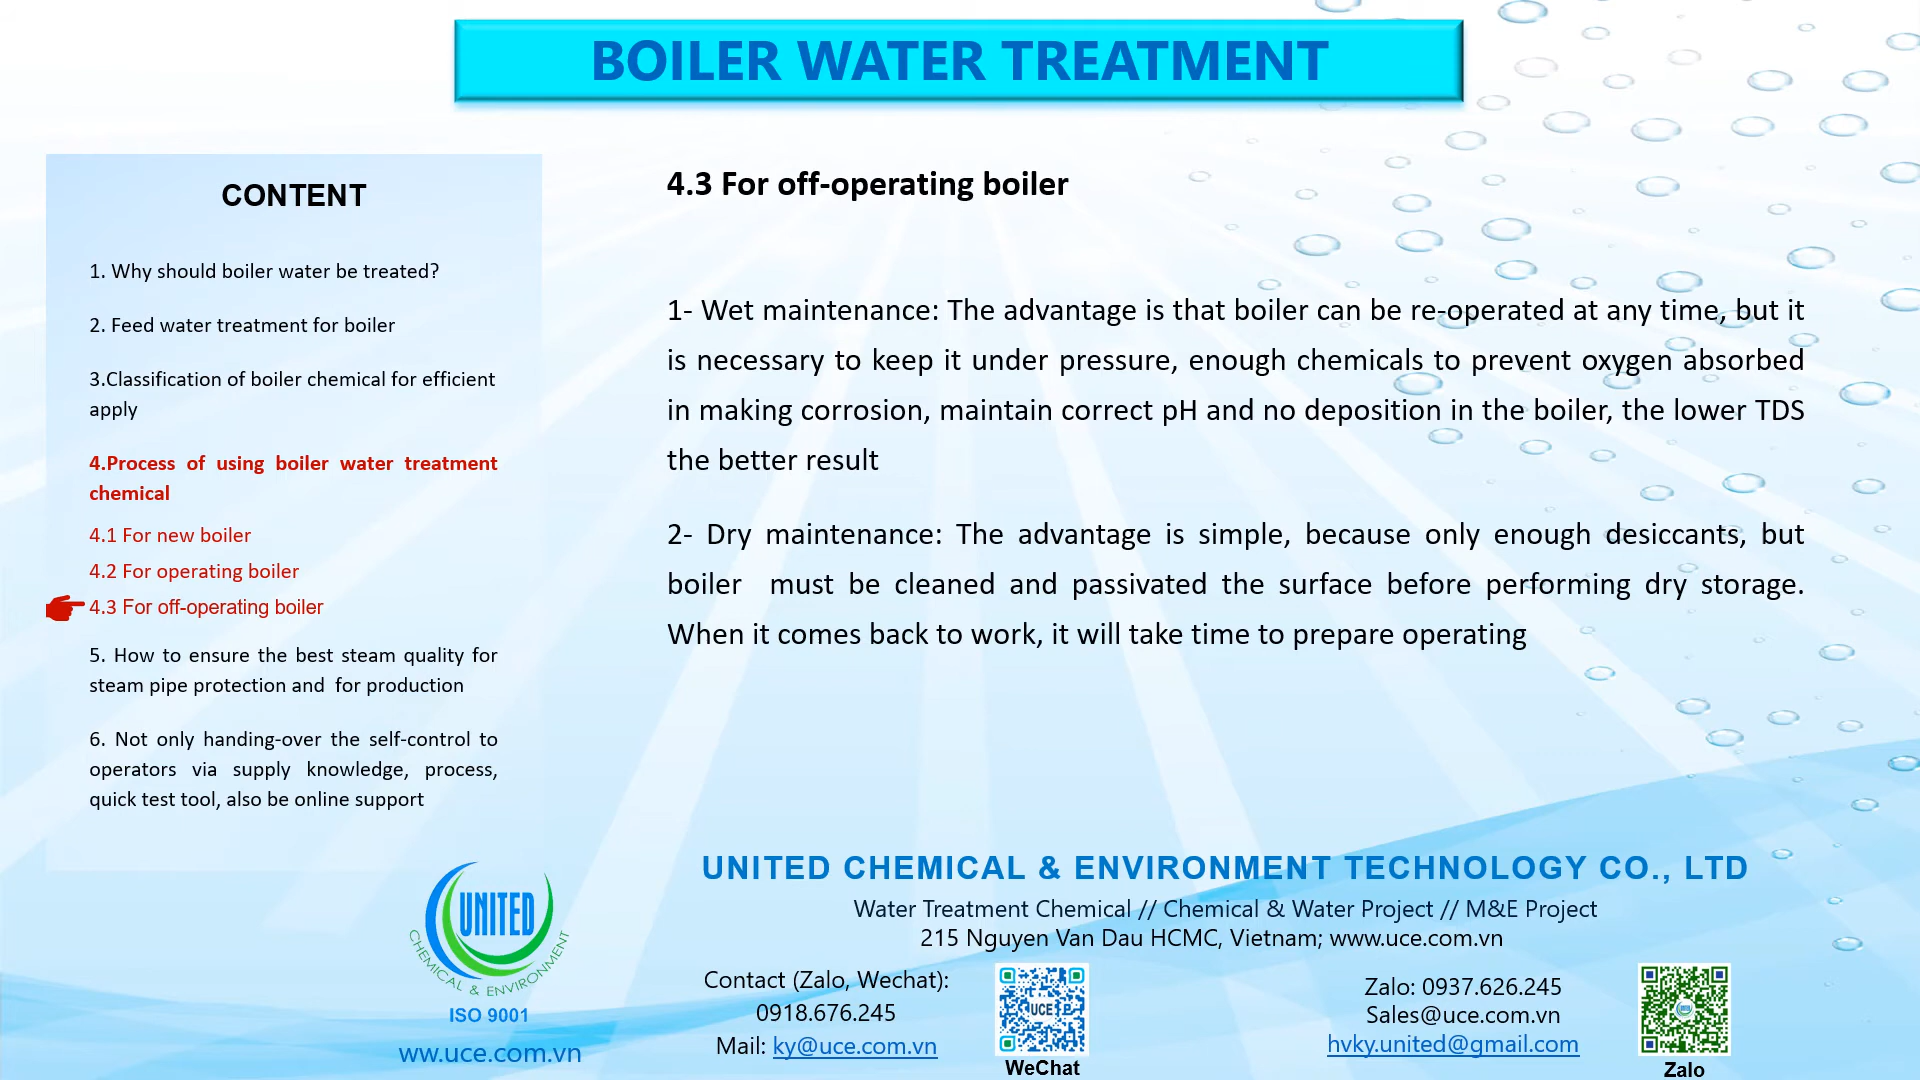 BOILER WATER TREATMENT
CONTENT
1. Why should boiler water be treated?
2. Feed water treatment for boiler
3.Classification of boiler chemical for efficient
apply
4.Process of using boiler water treatment
chemical
4.1 For new boiler
4.2 For operating boiler
4.3 For off-operating boiler
5. How to ensure the best steam quality for
steam pipe protection and for production
6. Not only handing-over the self-control to
operators via supply knowledge, process,
quick test tool, also be online support
4.3 For off-operating boiler
1- Wet maintenance: The advantage is that boiler can be re-operated at any time, but it
is necessary to keep it under pressure, enough chemicals to prevent oxygen absorbed
in making corrosion, maintain correct pH and no deposition in the boiler, the lower TDS
the better result
2- Dry maintenance: The advantage is simple, because only enough desiccants, but
boiler must be cleaned and passivated the surface before performing dry storage.
When it comes back to work, it will take time to prepare operating
UNITED
CHEMICAL & ENVIRONMENT
ISO 9001
ww.uce.com.vn
UNITED CHEMICAL & ENVIRONMENT TECHNOLOGY CO., LTD
Water Treatment Chemical // Chemical & Water Project // M&E Project
215 Nguyen Van Dau HCMC, Vietnam; www.uce.com.vn
Contact (Zalo, Wechat):
0918.676.245
Mail: ky@uce.com.vn
WeChat
Zalo: 0937.626.245
Sales@uce.com.vn
hvky.united@gmail.com
Zalo